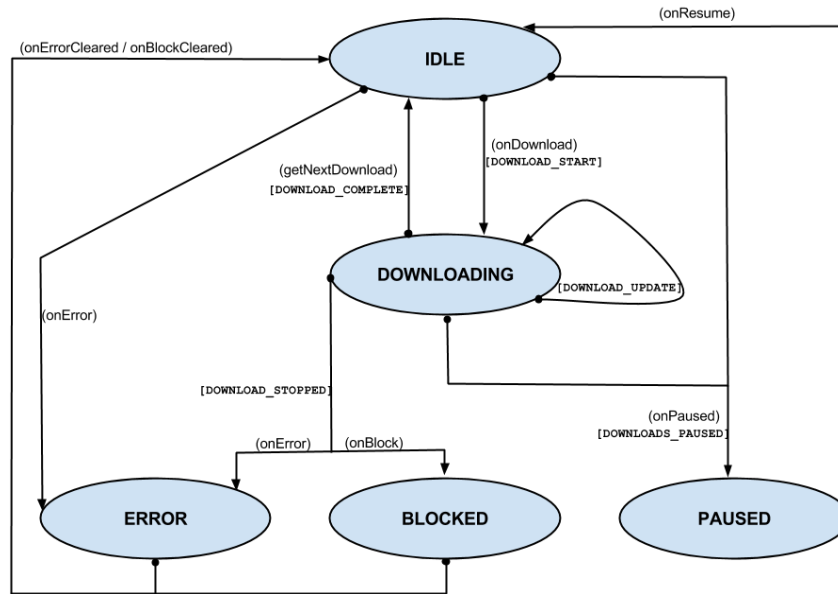 (onResume)
(onErrorCleared / onBlockCleared)
IDLE
(onDownload)
[DOWNLOAD_START]
(getNextDownload)
[DOWNLOAD_COMPLETE]
DOWNLOADING
[DOWNLOAD_UPDATE]
(onError)
[DOWNLOAD_STOPPED]
(onPaused)
[DOWNLOADS_PAUSED]
(onError)
(onBlock)
ERROR
BLOCKED
PAUSED